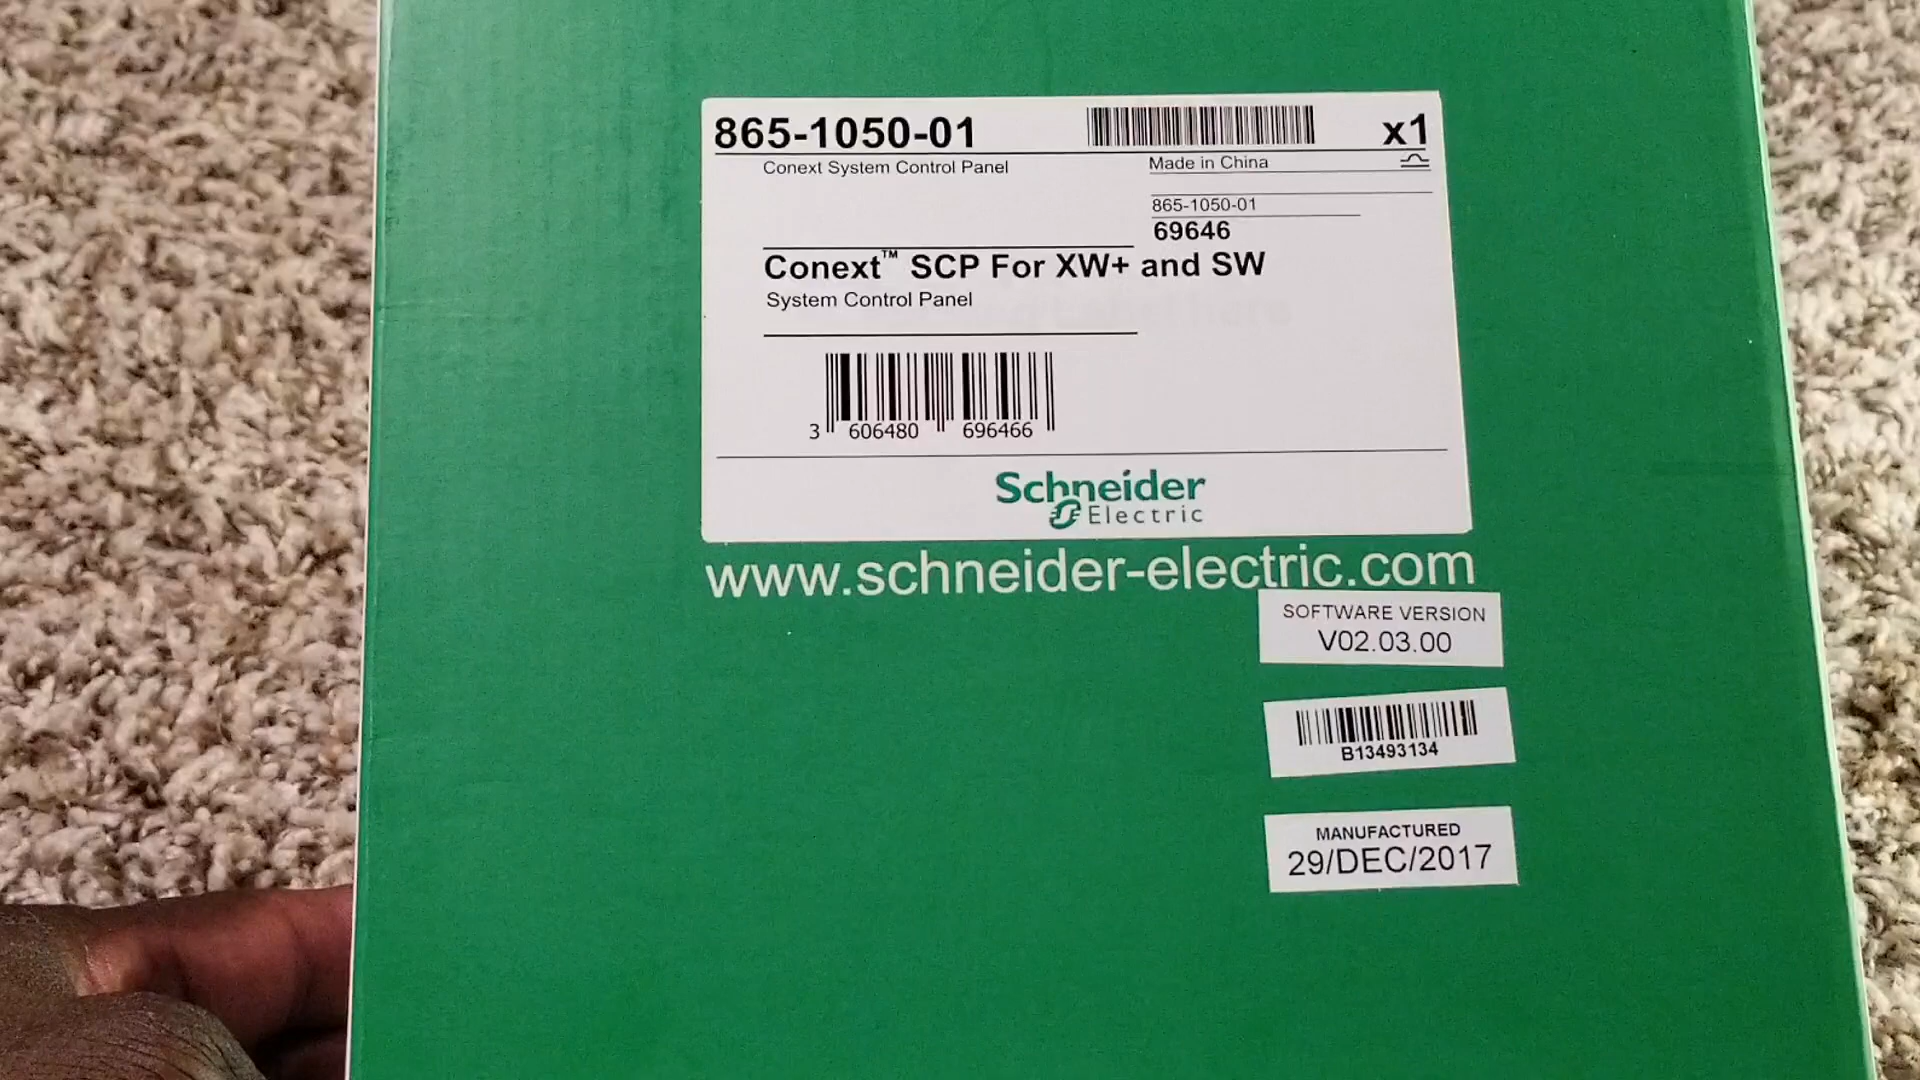 865-1050-01
x1
Conext System Control Panel
Made in China
865-1050-01
69646
Conext™ SCP For XW+ and SW
System Control Panel
3 606480 696466
Schneider
Electric
www.schneider-electric.com
SOFTWARE VERSION
V02.03.00
B13493134
MANUFACTURED
29/DEC/2017